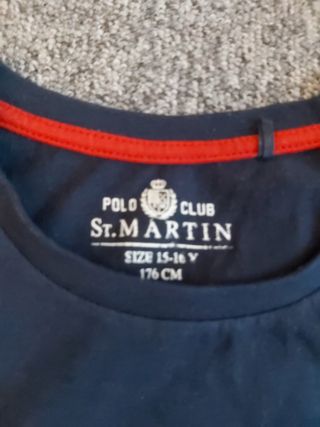 POLO CLUB
ST. MARTIN
SIZE 15-16 Y
176 CM